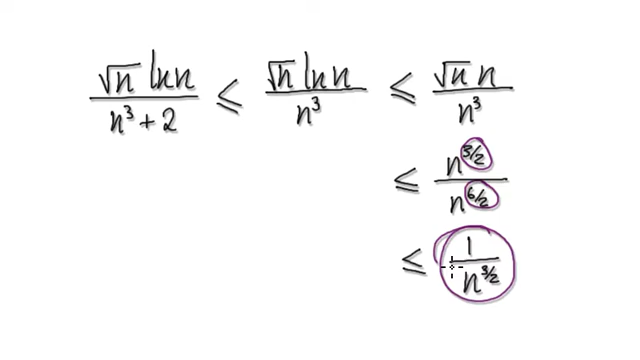 √n ln n / n³ + 2 ≤ √n ln n / n³ ≤ √n n / n³
≤ n^3/2 / n^6/2
≤ 1 / n^3/2